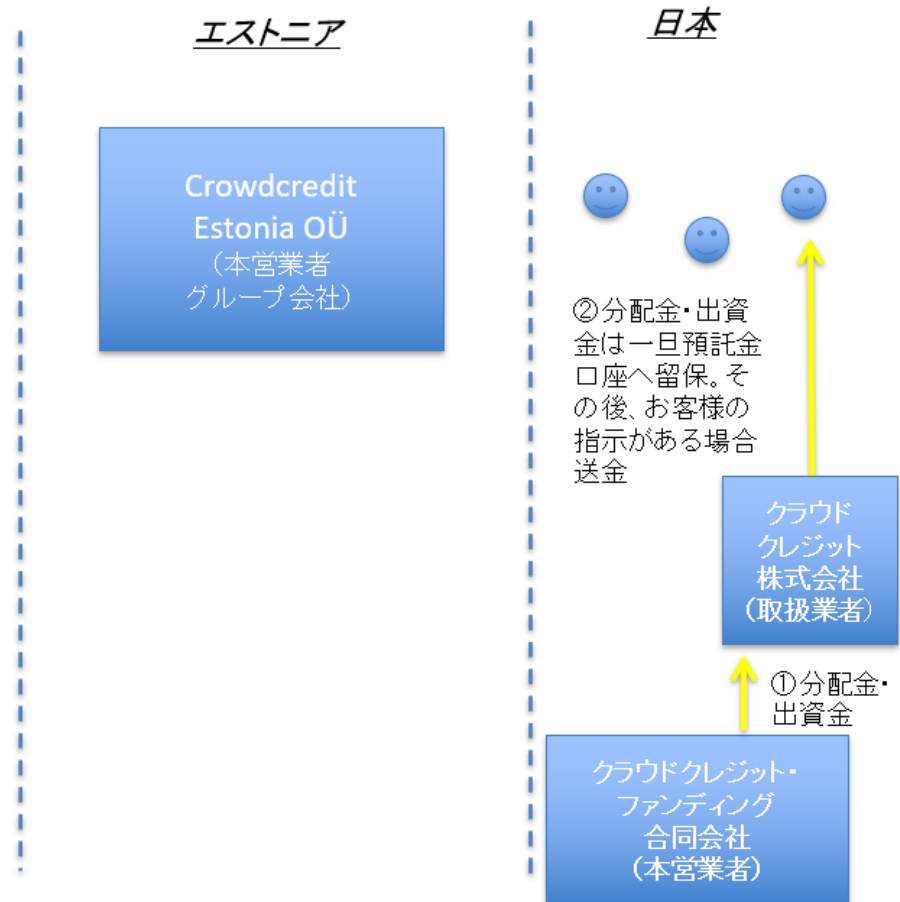 エストニア
日本
Crowdcredit
Estonia OÜ
（本営業者
グループ会社）
②分配金・出資
金は一旦預託金
口座へ留保。そ
の後、お客様の
指示がある場合
送金
クラウド
クレジット
株式会社
（取扱業者）
①分配金・
出資金
クラウドクレジット・
ファンディング
合同会社
（本営業者）